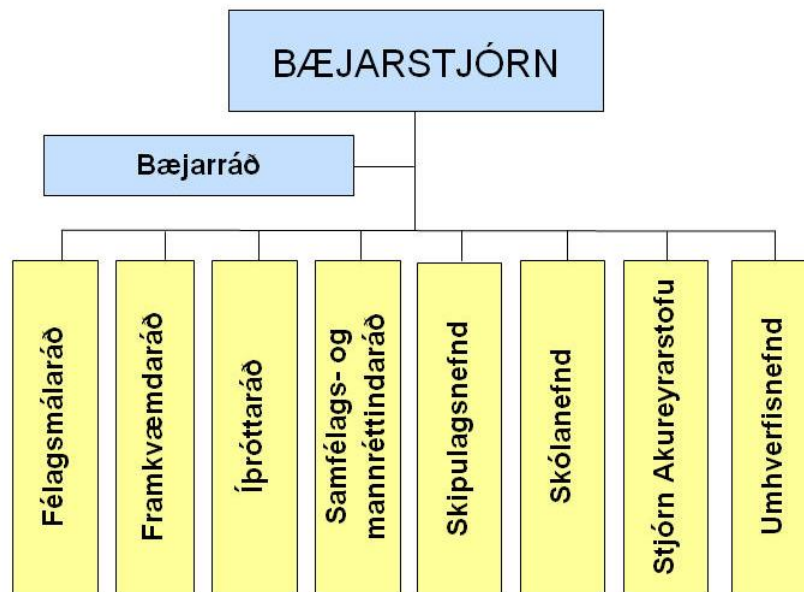 BÆJARSTJÓRN
Bæjarráð
Félagsmálaráð
Framkvæmdaráð
Íþróttaráð
Samfélags- og
mannréttindaráð
Skipulagsnefnd
Skólanefnd
Stjórn Akureyrarstofu
Umhverfisnefnd